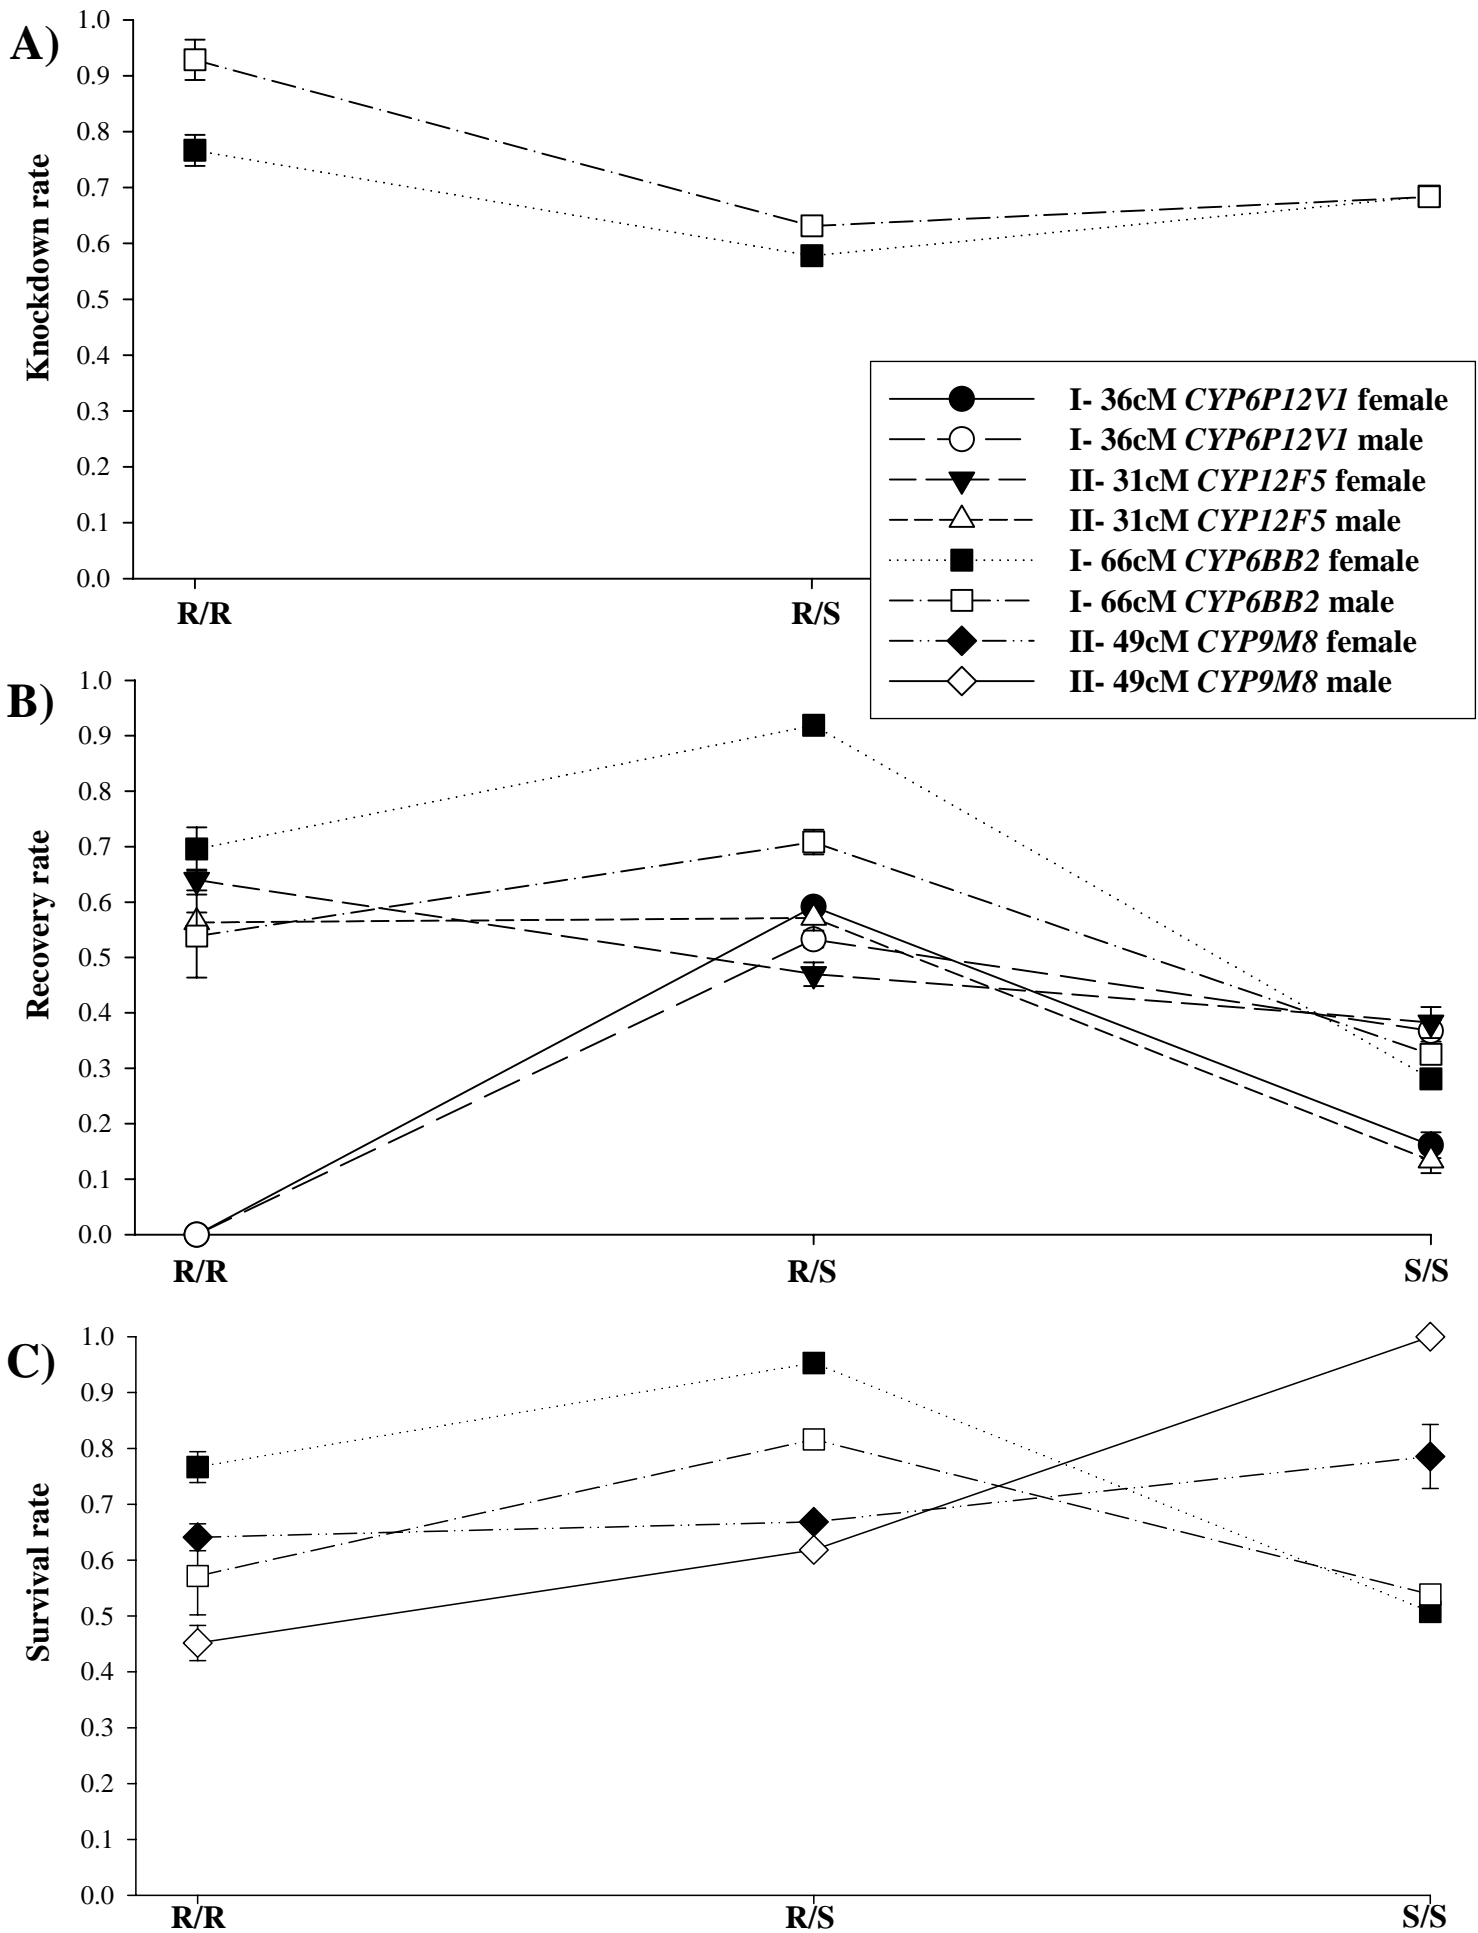 A)
Knockdown rate
1.0
0.9
0.8
0.7
0.6
0.5
0.4
0.3
0.2
0.1
0.0
R/R
R/S
I- 36cM CYP6P12V1 female
I- 36cM CYP6P12V1 male
II- 31cM CYP12F5 female
II- 31cM CYP12F5 male
I- 66cM CYP6BB2 female
I- 66cM CYP6BB2 male
II- 49cM CYP9M8 female
II- 49cM CYP9M8 male
B)
Recovery rate
1.0
0.9
0.8
0.7
0.6
0.5
0.4
0.3
0.2
0.1
0.0
R/R
R/S
S/S
C)
Survival rate
1.0
0.9
0.8
0.7
0.6
0.5
0.4
0.3
0.2
0.1
0.0
R/R
R/S
S/S